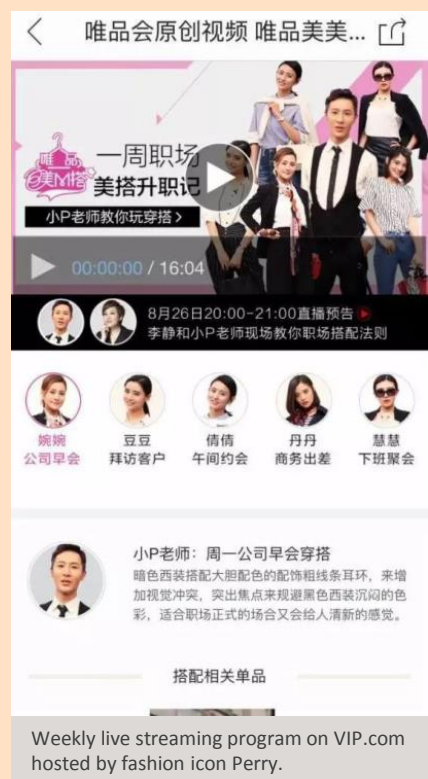 唯品会原创视频 唯品美美...
唯品
美M搭
一周职场
美搭升职记
小P老师教你玩穿搭 >
00:00:00 / 16:04
8月26日20:00-21:00直播预告
李静和小P老师现场教你职场搭配法则
婉婉 豆豆 倩倩 丹丹 慧慧
公司早会 拜访客户 午间约会 商务出差 下班聚会
小P老师：周一公司早会穿搭
暗色西装搭配大胆配色的配饰粗线条耳环，来增
加视觉冲突，突出焦点来规避黑色西装沉闷的色
彩，适合职场正式的场合又会给人清新的感觉。
搭配相关单品
Weekly live streaming program on VIP.com
hosted by fashion icon Perry.